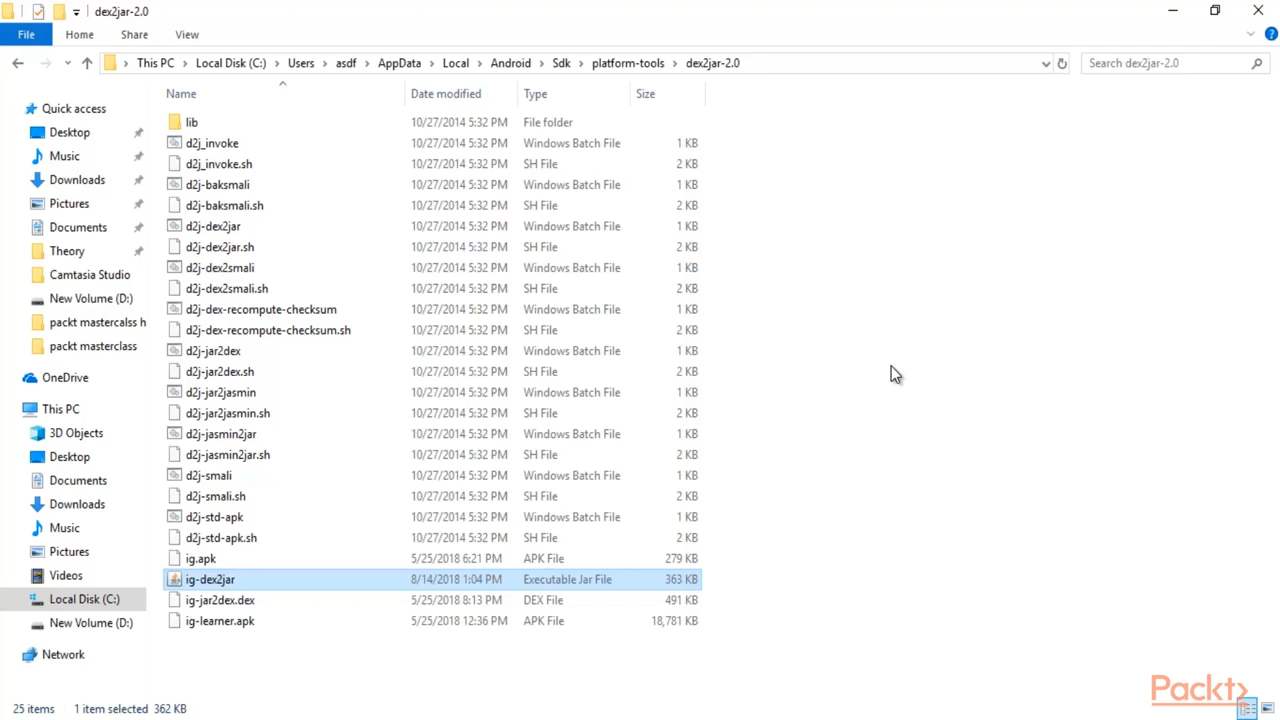 dex2jar-2.0
File Home Share View
This PC Local Disk (C:) Users asdf AppData Local Android Sdk platform-tools dex2jar-2.0 Search dex2jar-2.0
Name Date modified Type Size
Quick access
Desktop
Music
Downloads
Pictures
Documents
Theory
Camtasia Studio
New Volume (D:)
packt mastercalss h
packt masterclass
OneDrive
This PC
3D Objects
Desktop
Documents
Downloads
Music
Pictures
Videos
Local Disk (C:)
New Volume (D:)
Network
lib 10/27/2014 5:32 PM File folder
d2j_invoke 10/27/2014 5:32 PM Windows Batch File 1 KB
d2j_invoke.sh 10/27/2014 5:32 PM SH File 2 KB
d2j-baksmali 10/27/2014 5:32 PM Windows Batch File 1 KB
d2j-baksmali.sh 10/27/2014 5:32 PM SH File 2 KB
d2j-dex2jar 10/27/2014 5:32 PM Windows Batch File 1 KB
d2j-dex2jar.sh 10/27/2014 5:32 PM SH File 2 KB
d2j-dex2smali 10/27/2014 5:32 PM Windows Batch File 1 KB
d2j-dex2smali.sh 10/27/2014 5:32 PM SH File 2 KB
d2j-dex-recompute-checksum 10/27/2014 5:32 PM Windows Batch File 1 KB
d2j-dex-recompute-checksum.sh 10/27/2014 5:32 PM SH File 2 KB
d2j-jar2dex 10/27/2014 5:32 PM Windows Batch File 1 KB
d2j-jar2dex.sh 10/27/2014 5:32 PM SH File 2 KB
d2j-jar2jasmin 10/27/2014 5:32 PM Windows Batch File 1 KB
d2j-jar2jasmin.sh 10/27/2014 5:32 PM SH File 2 KB
d2j-jasmin2jar 10/27/2014 5:32 PM Windows Batch File 1 KB
d2j-jasmin2jar.sh 10/27/2014 5:32 PM SH File 2 KB
d2j-smali 10/27/2014 5:32 PM Windows Batch File 1 KB
d2j-smali.sh 10/27/2014 5:32 PM SH File 2 KB
d2j-std-apk 10/27/2014 5:32 PM Windows Batch File 1 KB
d2j-std-apk.sh 10/27/2014 5:32 PM SH File 2 KB
ig.apk 5/25/2018 6:21 PM APK File 279 KB
ig-dex2jar 8/14/2018 1:04 PM Executable Jar File 363 KB
ig-jar2dex.dex 5/25/2018 8:13 PM DEX File 491 KB
ig-learner.apk 5/25/2018 12:36 PM APK File 18,781 KB
Packt
25 items 1 item selected 362 KB